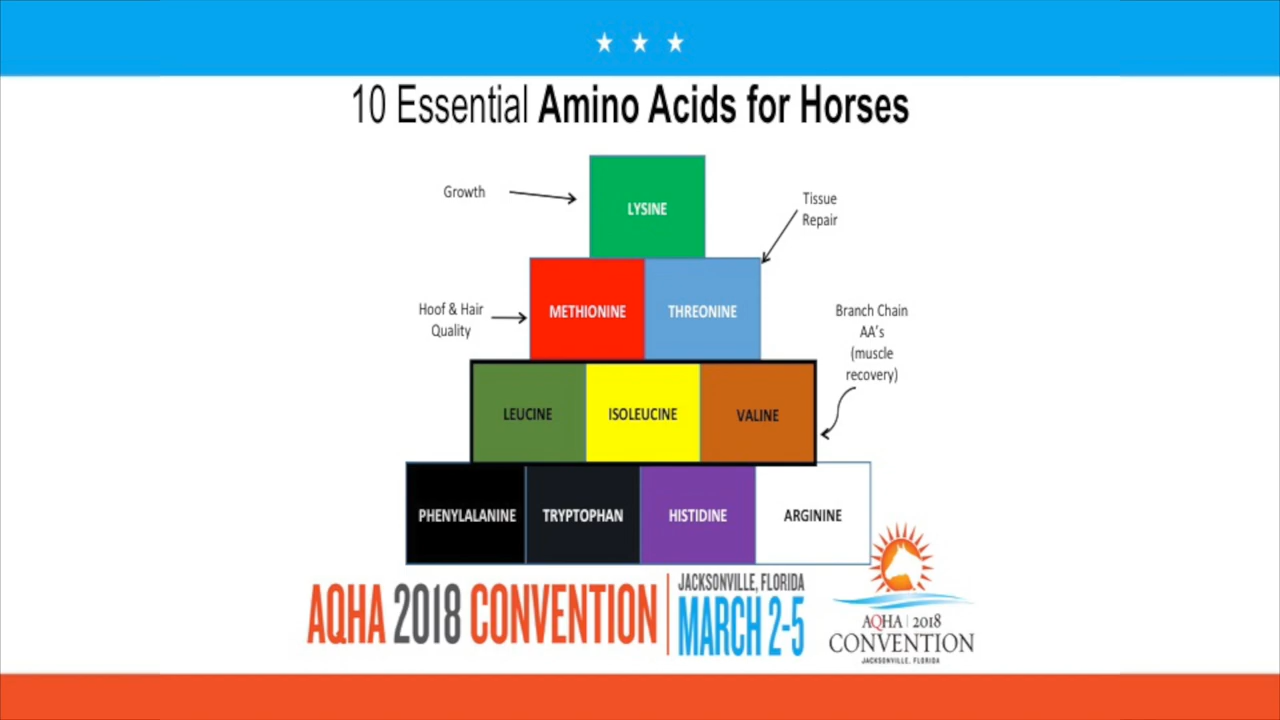 10 Essential Amino Acids for Horses
Growth
LYSINE
Tissue
Repair
Hoof & Hair
Quality
METHIONINE
THREONINE
Branch Chain
AA's
(muscle
recovery)
LEUCINE
ISOLEUCINE
VALINE
PHENYLALANINE
TRYPTOPHAN
HISTIDINE
ARGININE
AQHA 2018 CONVENTION
JACKSONVILLE, FLORIDA
MARCH 2-5
AQHA | 2018
CONVENTION
JACKSONVILLE, FLORIDA